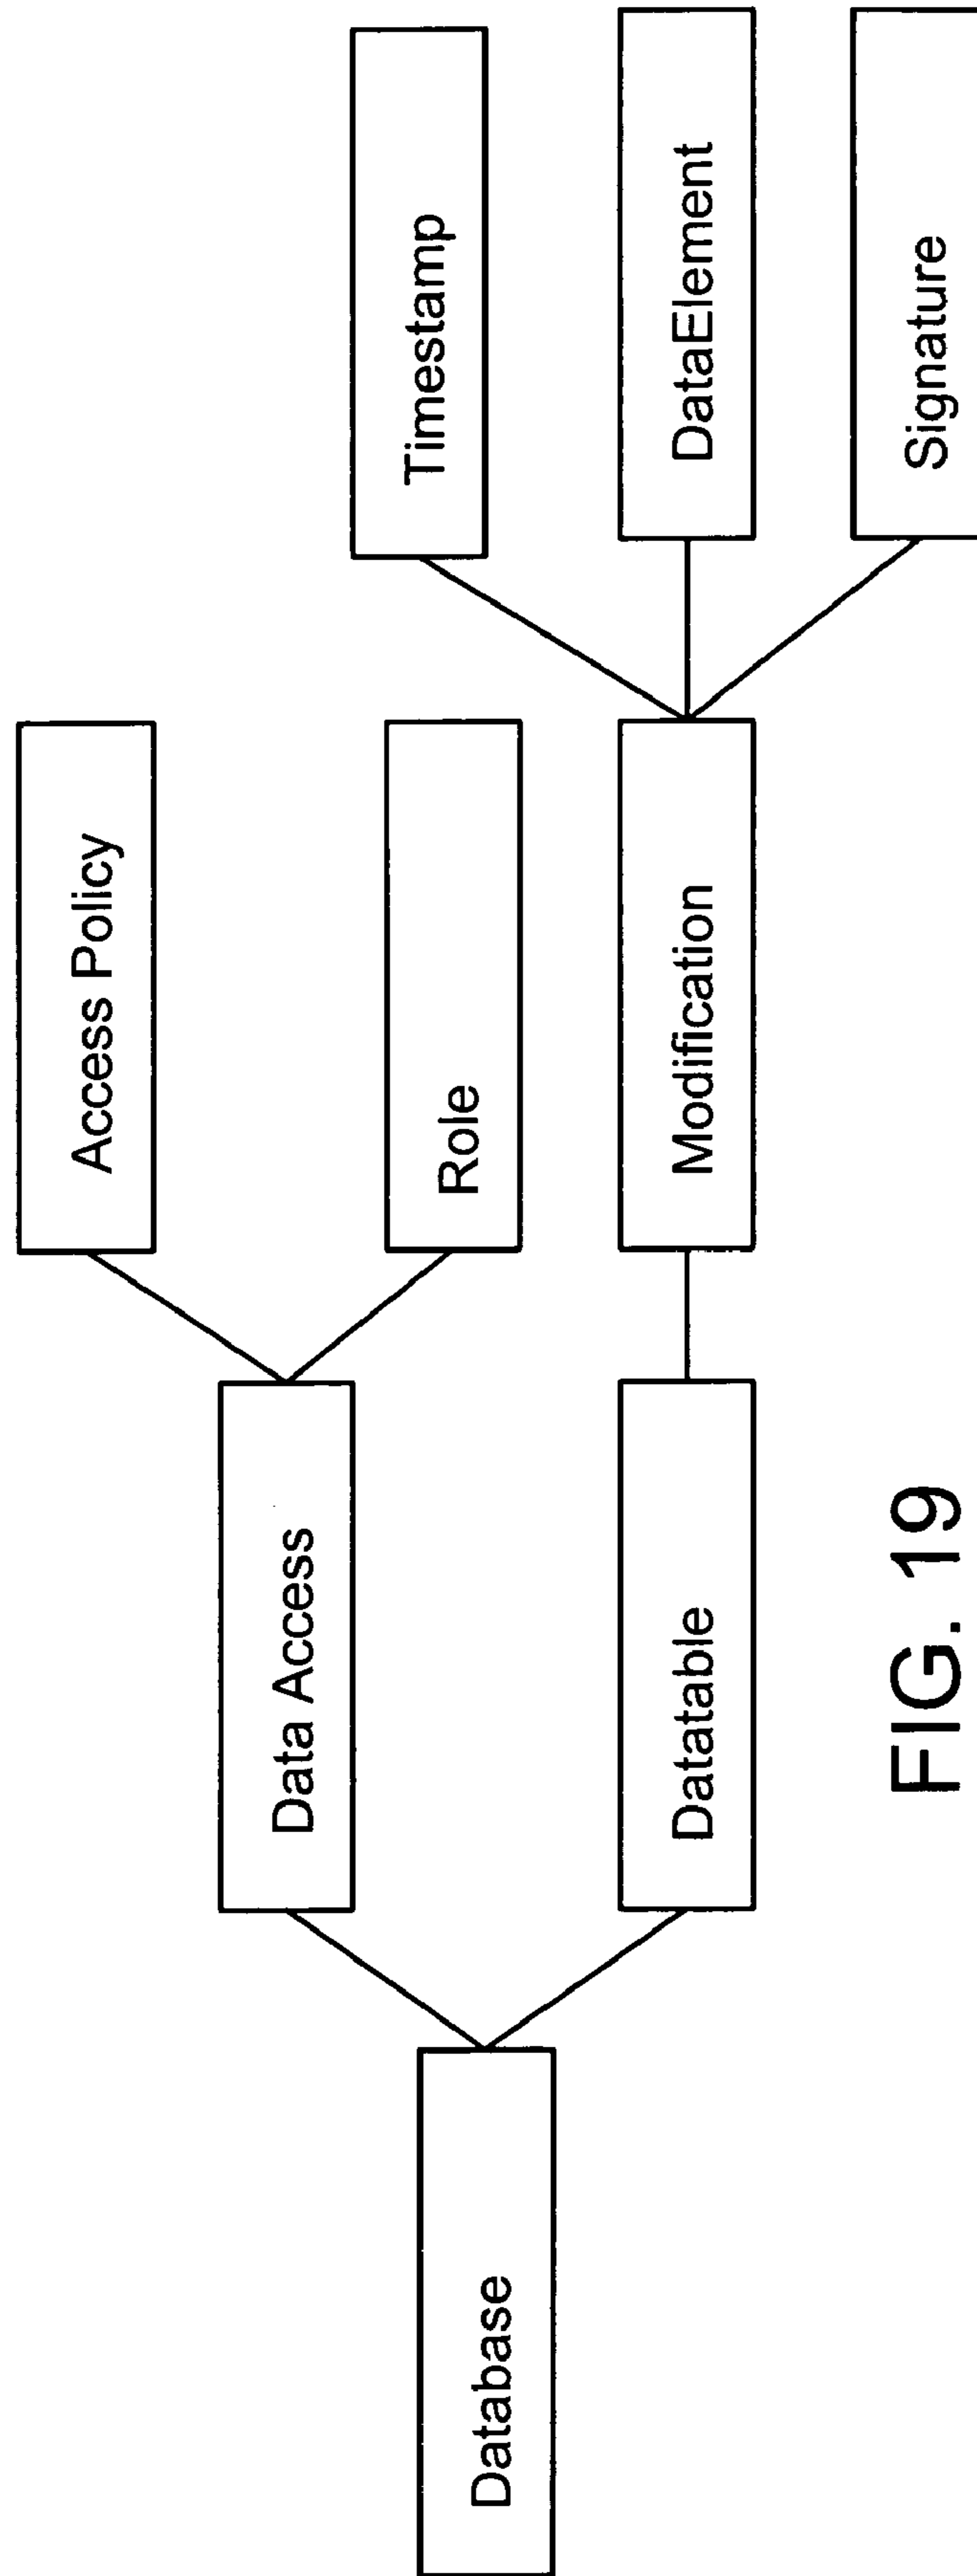 Database
Data Access
Datatable
Access Policy
Role
Modification
Timestamp
DataElement
Signature
FIG. 19